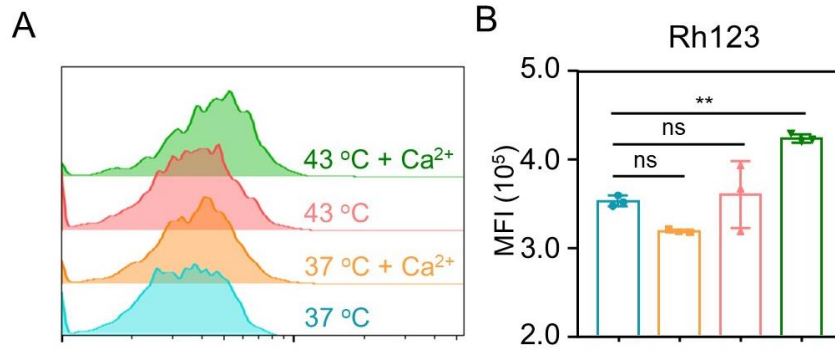 A
43 °C + Ca²⁺
43 °C
37 °C + Ca²⁺
37 °C
B
Rh123
MFI (10⁵)
5.0
4.0
3.0
2.0
**
ns
ns